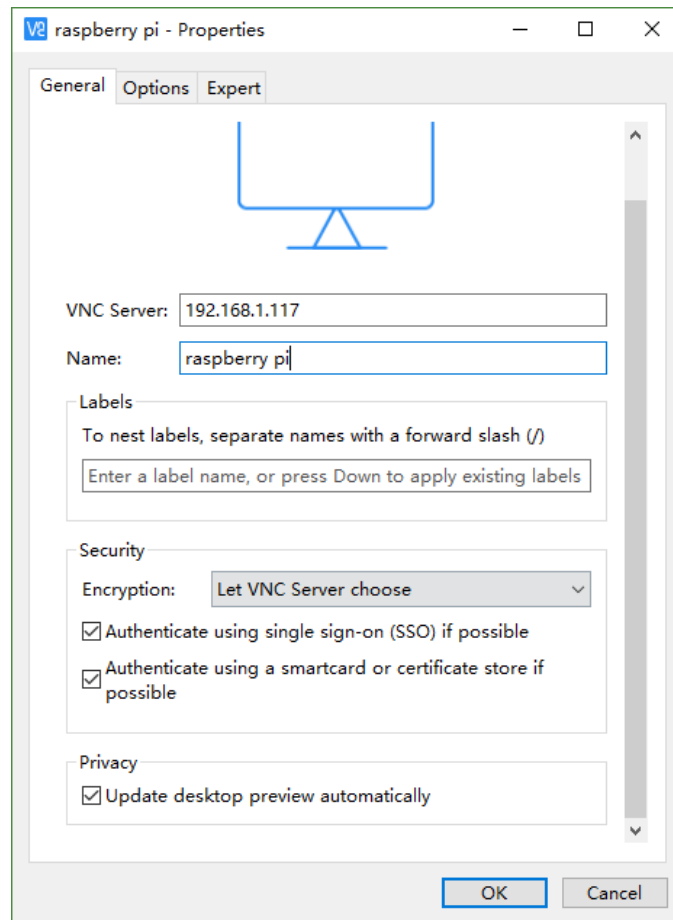 V2 raspberry pi - Properties
General Options Expert
VNC Server: 192.168.1.117
Name: raspberry pi
Labels
To nest labels, separate names with a forward slash (/)
Enter a label name, or press Down to apply existing labels
Security
Encryption: Let VNC Server choose
Authenticate using single sign-on (SSO) if possible
Authenticate using a smartcard or certificate store if
possible
Privacy
Update desktop preview automatically
OK Cancel